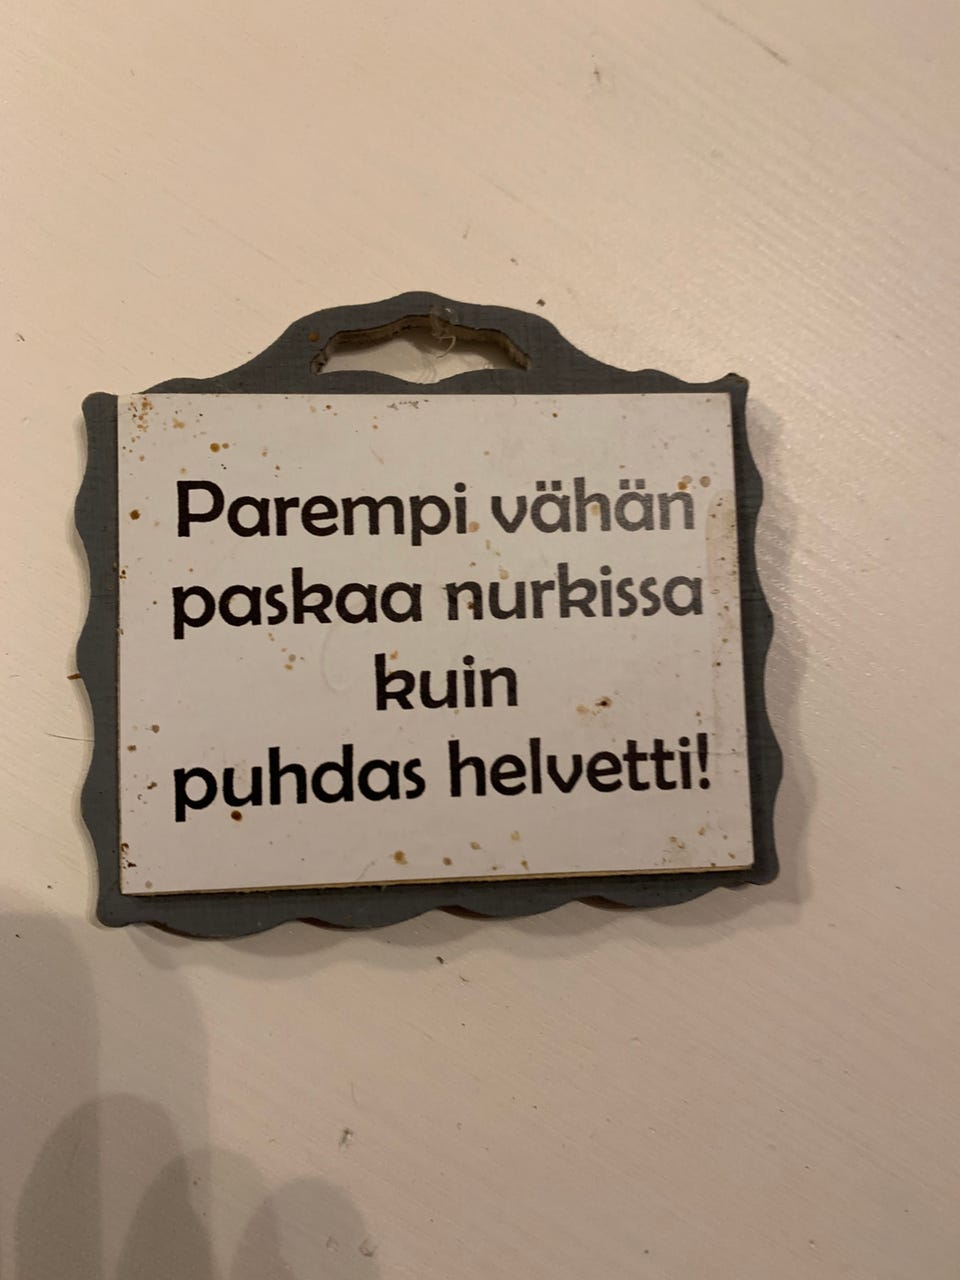 Parempi vähän
paskaa nurkissa
kuin
puhdas helvetti!